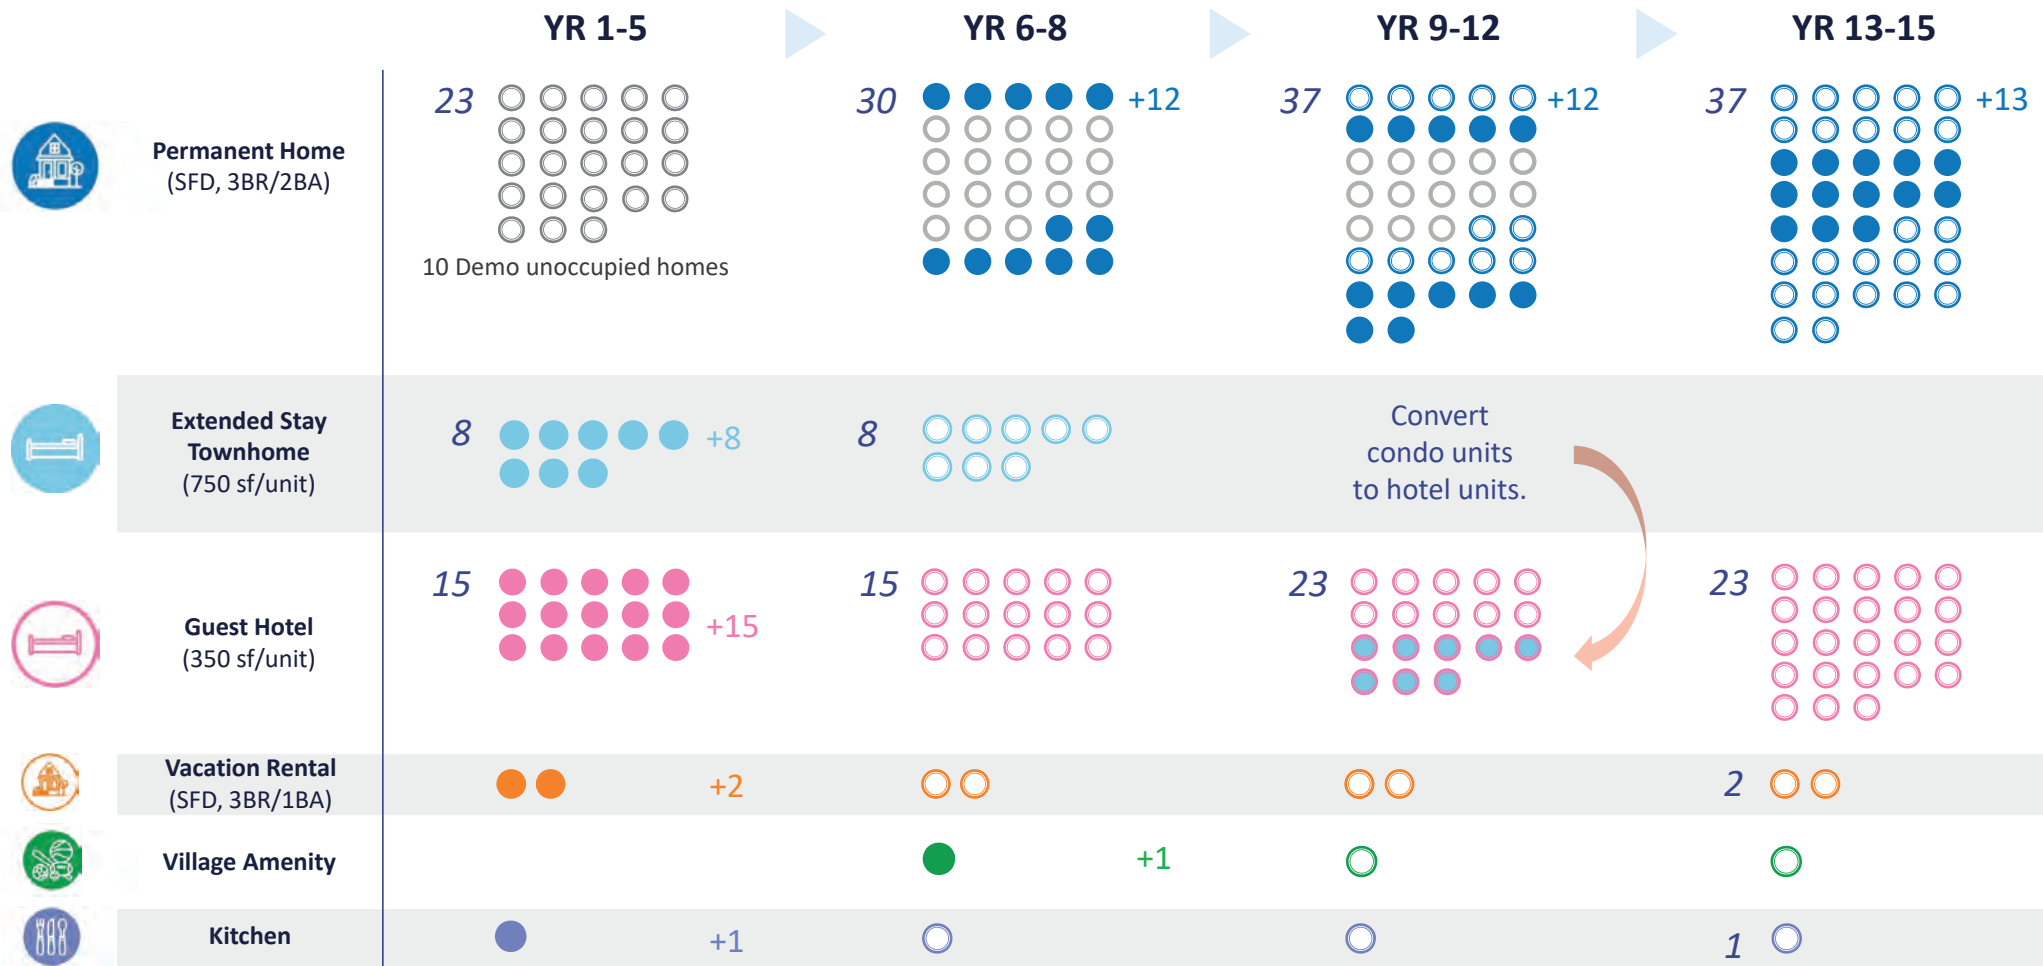 YR 1-5
YR 6-8
YR 9-12
YR 13-15
Permanent Home
(SFD, 3BR/2BA)
23
10 Demo unoccupied homes
30
+12
37
+12
37
+13
Extended Stay
Townhome
(750 sf/unit)
8
+8
8
Convert
condo units
to hotel units.
Guest Hotel
(350 sf/unit)
15
+15
15
23
23
Vacation Rental
(SFD, 3BR/1BA)
+2
2
Village Amenity
+1
Kitchen
+1
1